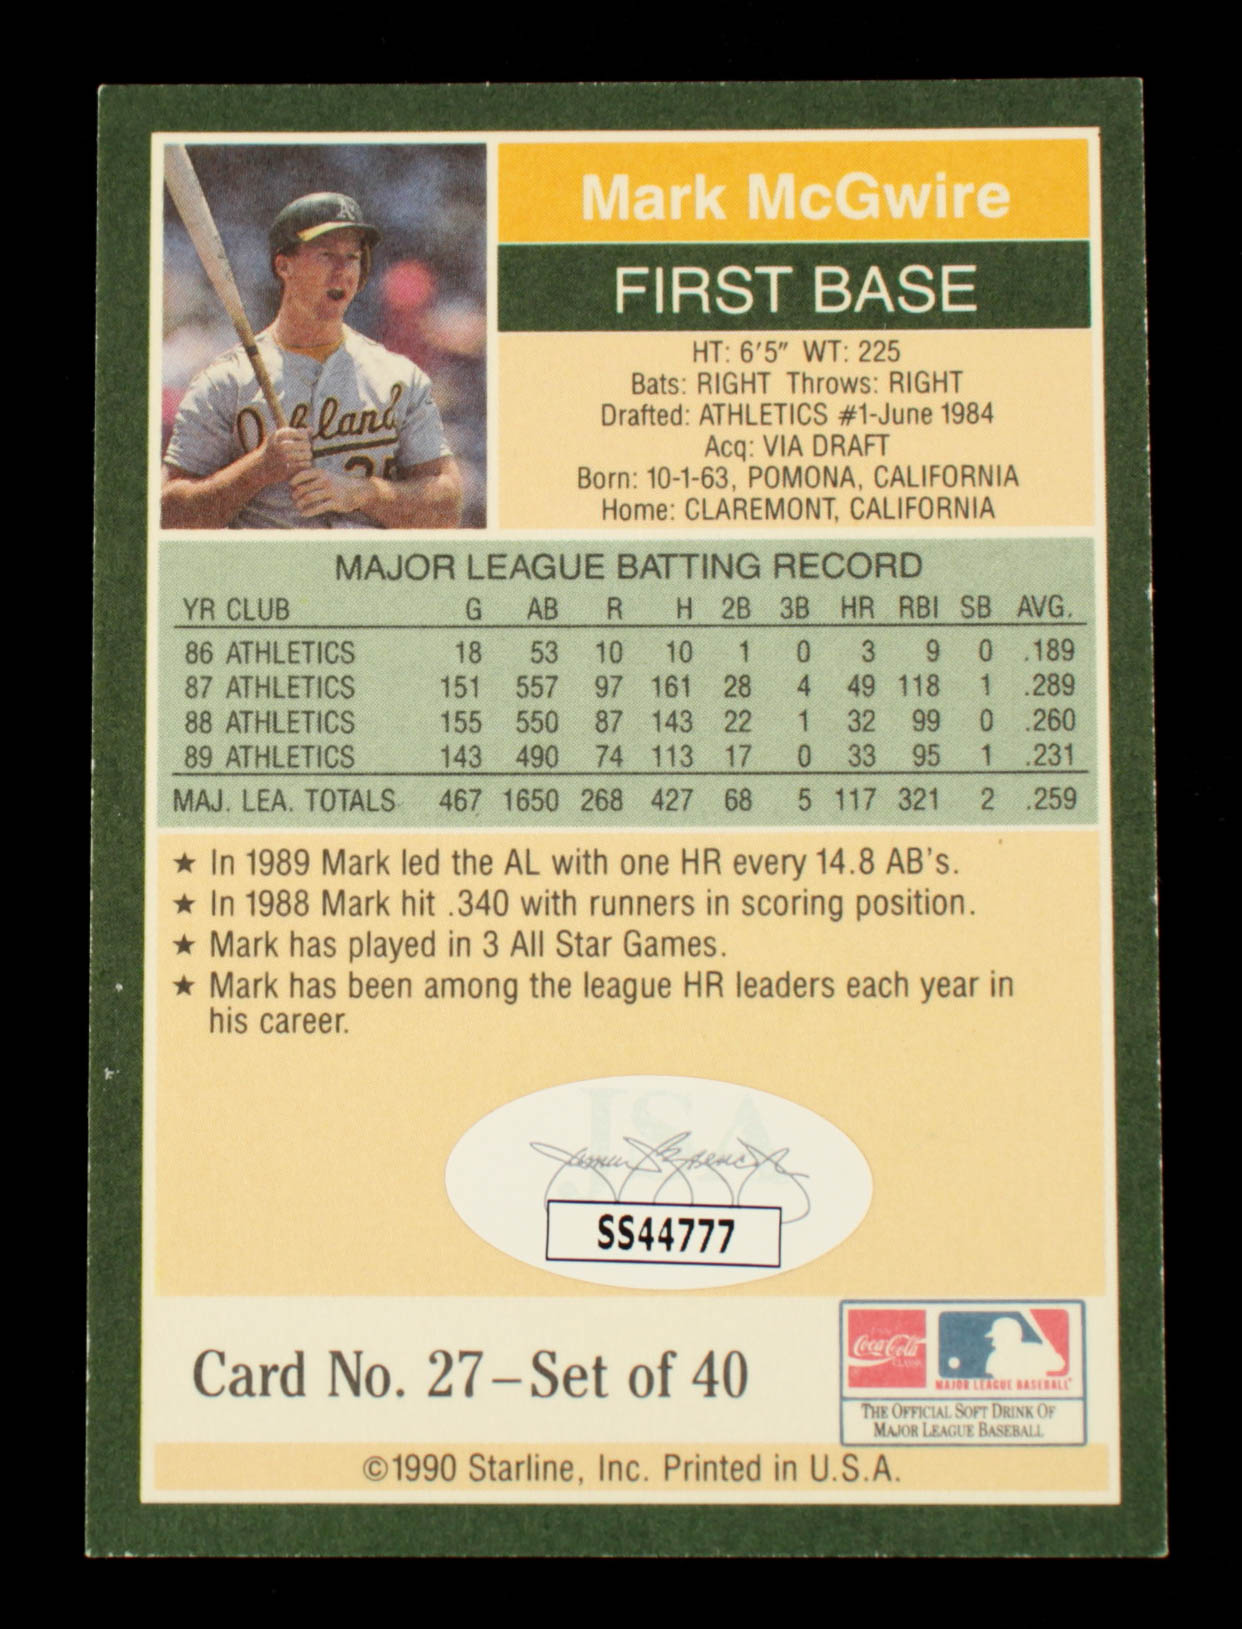 Mark McGwire
FIRST BASE
HT: 6'5" WT: 225
Bats: RIGHT Throws: RIGHT
Drafted: ATHLETICS #1-June 1984
Acq: VIA DRAFT
Born: 10-1-63, POMONA, CALIFORNIA
Home: CLAREMONT, CALIFORNIA
MAJOR LEAGUE BATTING RECORD
YR CLUB G AB R H 2B 3B HR RBI SB AVG.
86 ATHLETICS 18 53 10 10 1 0 3 9 0 .189
87 ATHLETICS 151 557 97 161 28 4 49 118 1 .289
88 ATHLETICS 155 550 87 143 22 1 32 99 0 .260
89 ATHLETICS 143 490 74 113 17 0 33 95 1 .231
MAJ. LEA. TOTALS 467 1650 268 427 68 5 117 321 2 .259
★ In 1989 Mark led the AL with one HR every 14.8 AB's.
★ In 1988 Mark hit .340 with runners in scoring position.
★ Mark has played in 3 All Star Games.
★ Mark has been among the league HR leaders each year in
his career.
JSA
SS44777
Card No. 27–Set of 40
Coca-Cola
CLASSIC
MAJOR LEAGUE BASEBALL
THE OFFICIAL SOFT DRINK OF
MAJOR LEAGUE BASEBALL
©1990 Starline, Inc. Printed in U.S.A.